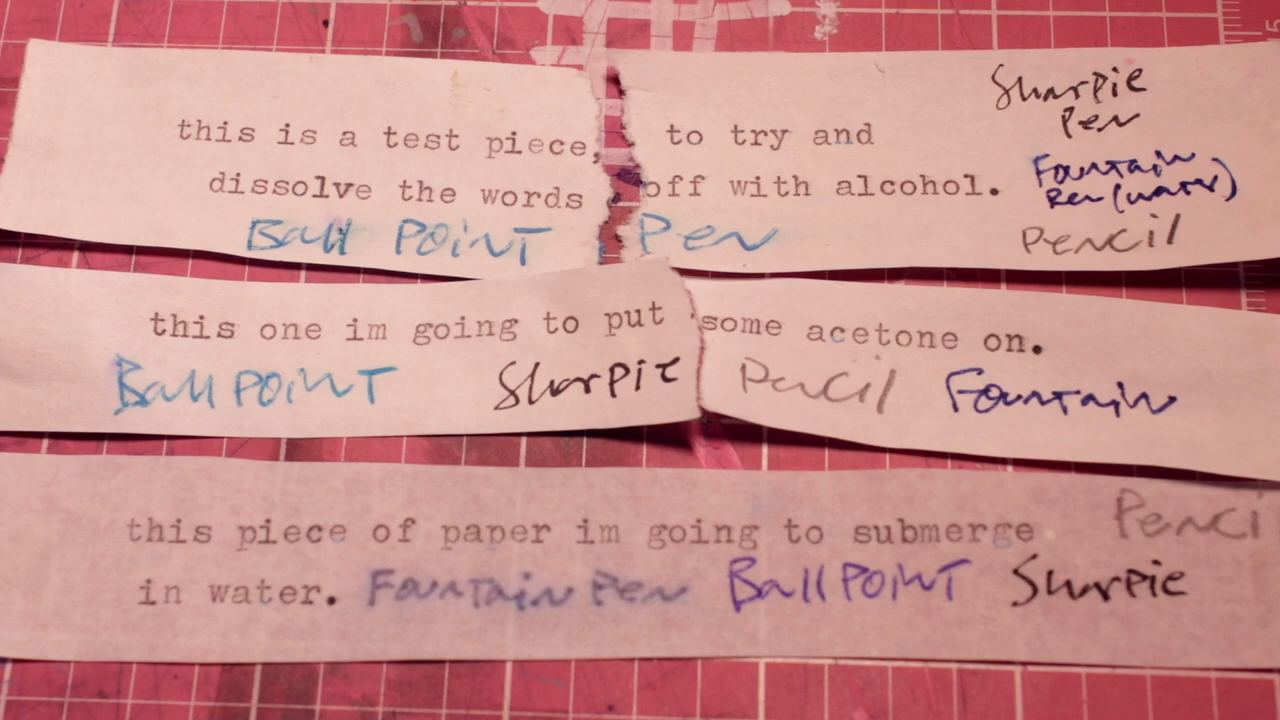 this is a test piece, to try and
dissolve the words off with alcohol.
Ball Point Pen
Sharpie
Pen
Fountain
Pen (water)
Pencil
this one im going to put some acetone on.
Ball Point Sharpie Pencil Fountain
this piece of paper im going to submerge
in water. Fountain Pen Ball Point Sharpie
Penci